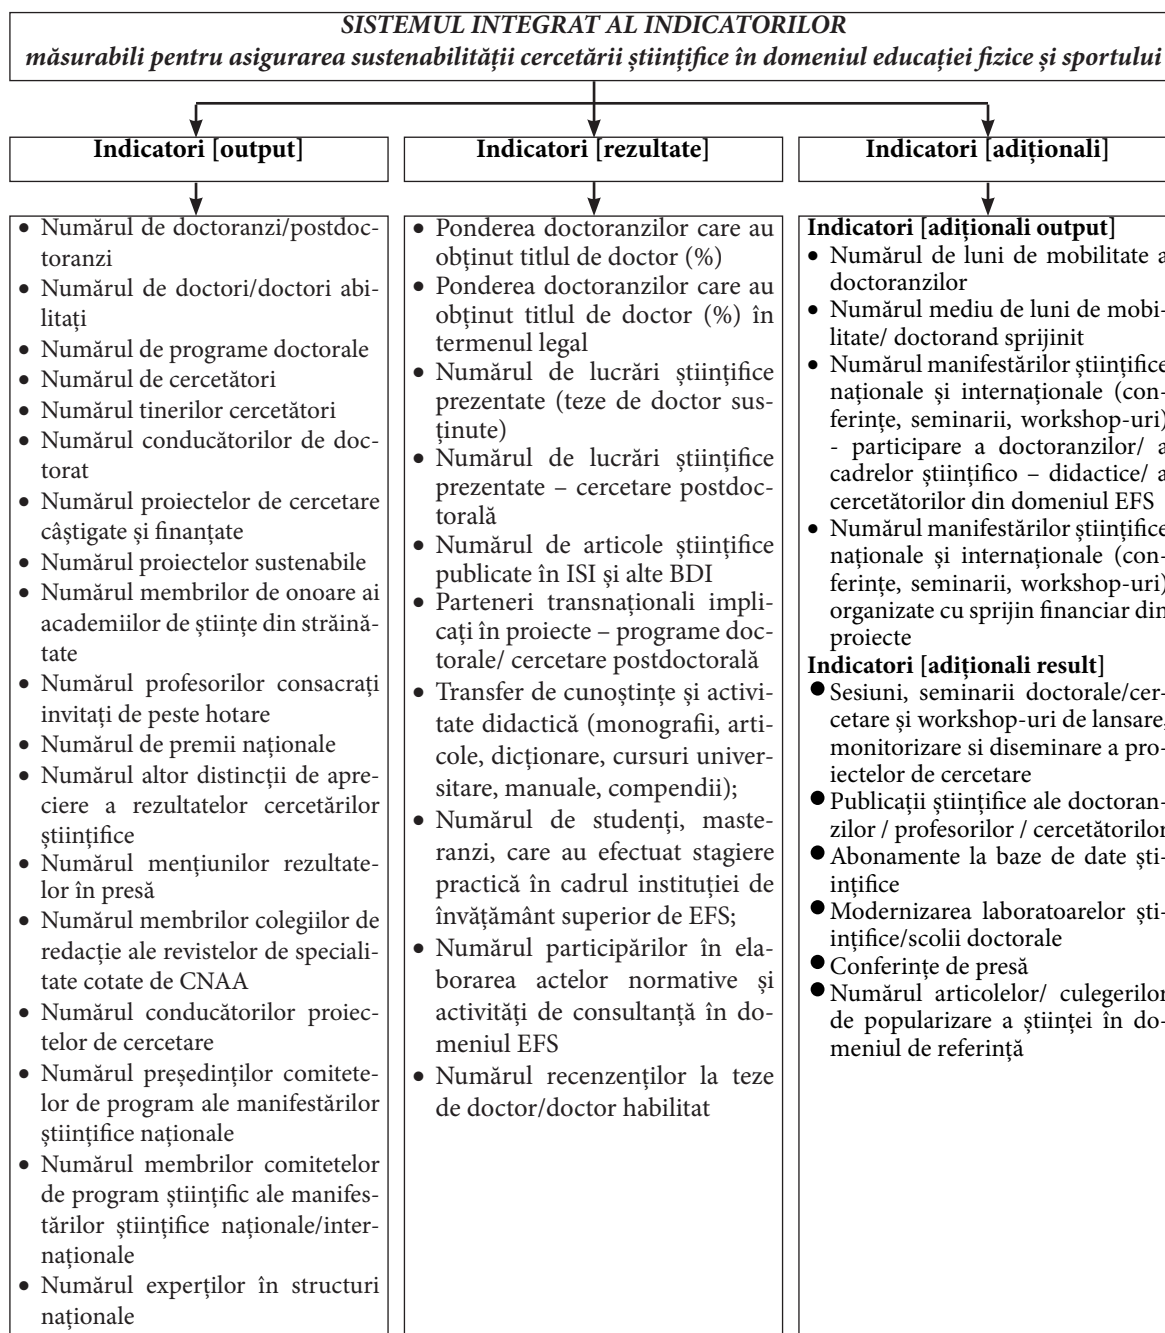 SISTEMUL INTEGRAT AL INDICATORILOR
măsurabili pentru asigurarea sustenabilității cercetării științifice în domeniul educației fizice și sportului
Indicatori [output]
• Numărul de doctoranzi/postdoc-
toranzi
• Numărul de doctori/doctori abi-
litați
• Numărul de programe doctorale
• Numărul de cercetători
• Numărul tinerilor cercetători
• Numărul conducătorilor de doc-
torat
• Numărul proiectelor de cercetare
câștigate și finanțate
• Numărul proiectelor sustenabile
• Numărul membrilor de onoare ai
academiilor de științe din străină-
tate
• Numărul profesorilor consacrați
invitați de peste hotare
• Numărul de premii naționale
• Numărul altor distincții de apre-
ciere a rezultatelor cercetărilor
științifice
• Numărul mențiunilor rezultate-
lor în presă
• Numărul membrilor colegiilor de
redacție ale revistelor de speciali-
tate cotate de CNAA
• Numărul conducătorilor proiec-
telor de cercetare
• Numărul președinților comitete-
lor de program ale manifestărilor
științifice naționale
• Numărul membrilor comitetelor
de program științific ale manifes-
tărilor științifice naționale/inter-
naționale
• Numărul experților în structuri
naționale
Indicatori [rezultate]
• Ponderea doctoranzilor care au
obținut titlul de doctor (%)
• Ponderea doctoranzilor care au
obținut titlul de doctor (%) în
termenul legal
• Numărul de lucrări științifice
prezentate (teze de doctor sus-
ținute)
• Numărul de lucrări științifice
prezentate – cercetare postdoc-
torală
• Numărul de articole științifice
publicate în ISI și alte BDI
• Parteneri transnaționali impli-
cați în proiecte – programe doc-
torale/ cercetare postdoctorală
• Transfer de cunoștințe și activi-
tate didactică (monografii, arti-
cole, dicționare, cursuri univer-
sitare, manuale, compendii);
• Numărul de studenți, maste-
ranzi, care au efectuat stagiere
practică în cadrul instituției de
învățământ superior de EFS;
• Numărul participărilor în ela-
borarea actelor normative și
activități de consultanță în do-
meniul EFS
• Numărul recenzenților la teze
de doctor/doctor habilitat
Indicatori [adiționali]
Indicatori [adiționali output]
• Numărul de luni de mobilitate a
doctoranzilor
• Numărul mediu de luni de mobi-
litate/ doctorand sprijinit
• Numărul manifestărilor științifice
naționale și internaționale (con-
ferințe, seminarii, workshop-uri)
- participare a doctoranzilor/ a
cadrelor științifico – didactice/ a
cercetătorilor din domeniul EFS
• Numărul manifestărilor științifice
naționale și internaționale (con-
ferințe, seminarii, workshop-uri)
organizate cu sprijin financiar din
proiecte
Indicatori [adiționali result]
● Sesiuni, seminarii doctorale/cer-
cetare și workshop-uri de lansare,
monitorizare si diseminare a pro-
iectelor de cercetare
● Publicații științifice ale doctoran-
zilor / profesorilor / cercetătorilor
● Abonamente la baze de date ști-
ințifice
● Modernizarea laboratoarelor ști-
ințifice/scolii doctorale
● Conferințe de presă
● Numărul articolelor/ culegerilor
de popularizare a științei în do-
meniul de referință